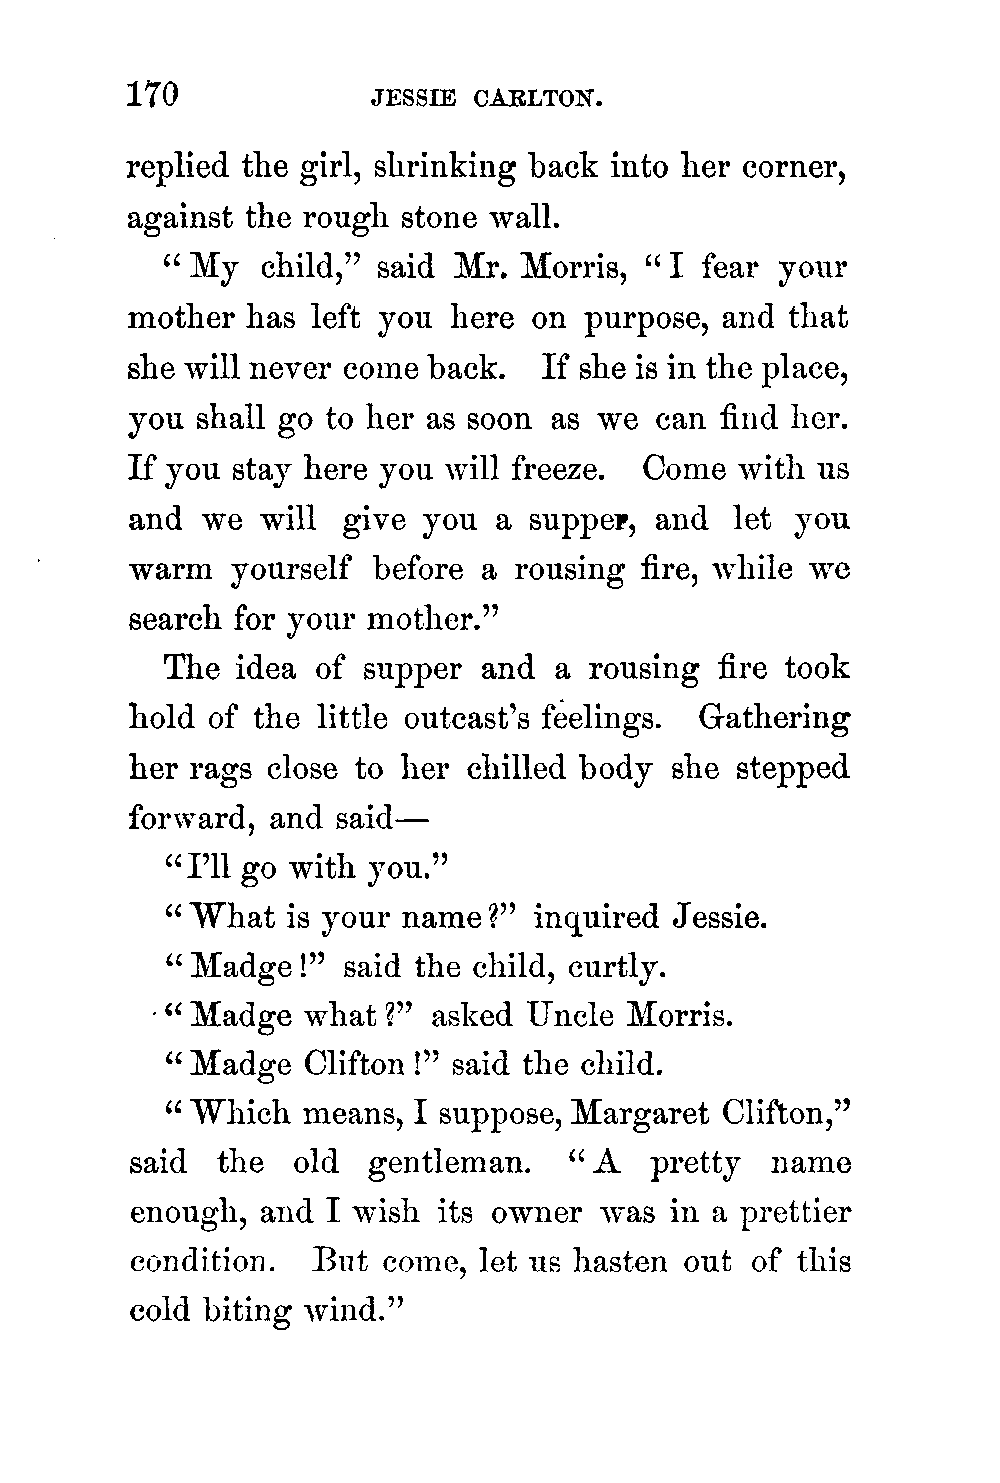 170 JESSIE CARLTON.
replied the girl, shrinking back into her corner,
against the rough stone wall.
“My child,” said Mr. Morris, “I fear your
mother has left you here on purpose, and that
she will never come back. If she is in the place,
you shall go to her as soon as we can find her.
If you stay here you will freeze. Come with us
and we will give you a supper, and let you
warm yourself before a rousing fire, while we
search for your mother.”
The idea of supper and a rousing fire took
hold of the little outcast’s feelings. Gathering
her rags close to her chilled body she stepped
forward, and said—
“I’ll go with you.”
“What is your name?” inquired Jessie.
“Madge!” said the child, curtly.
“Madge what?” asked Uncle Morris.
“Madge Clifton!” said the child.
“Which means, I suppose, Margaret Clifton,”
said the old gentleman. “A pretty name
enough, and I wish its owner was in a prettier
condition. But come, let us hasten out of this
cold biting wind.”